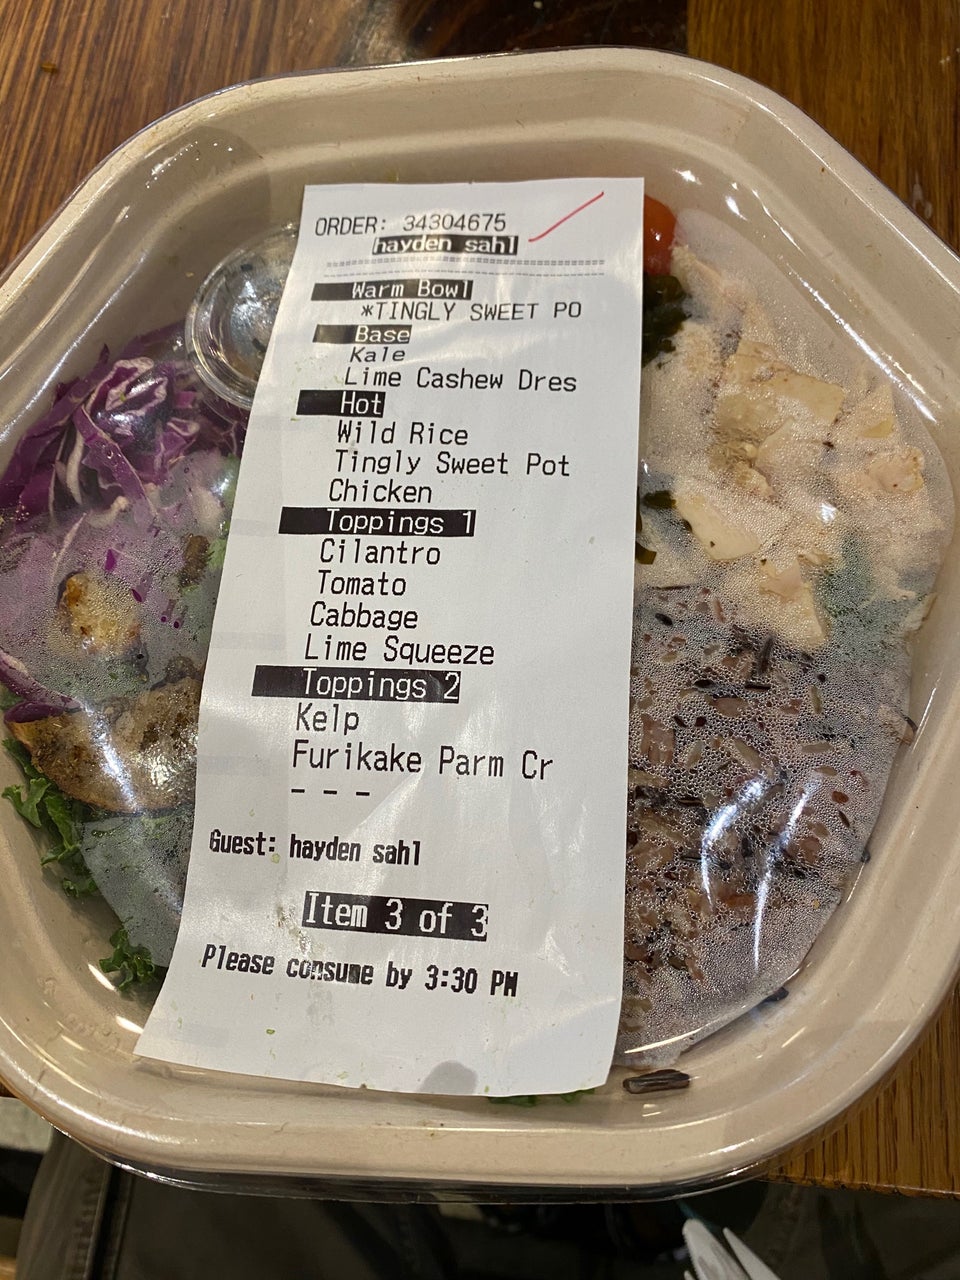 ORDER: 34304675
hayden sahl
Warm Bowl
*TINGLY SWEET PO
Base
Kale
Lime Cashew Dres
Hot
Wild Rice
Tingly Sweet Pot
Chicken
Toppings 1
Cilantro
Tomato
Cabbage
Lime Squeeze
Toppings 2
Kelp
Furikake Parm Cr
- - -
Guest: hayden sahl
Item 3 of 3
Please consume by 3:30 PM